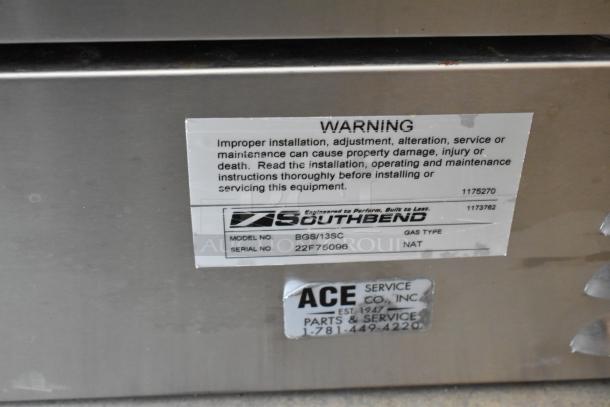 WARNING
Improper installation, adjustment, alteration, service or
maintenance can cause property damage, injury or
death. Read the installation, operating and maintenance
instructions thoroughly before installing or
servicing this equipment.
1175270
Engineered to Perform, Built to Last.
1173762
SOUTHBEND
MODEL NO. BGS/13SC GAS TYPE
SERIAL NO. 22F75096 NAT
ACE SERVICE
CO., INC.
EST. 1947
PARTS & SERVICE
1-781-449-4220